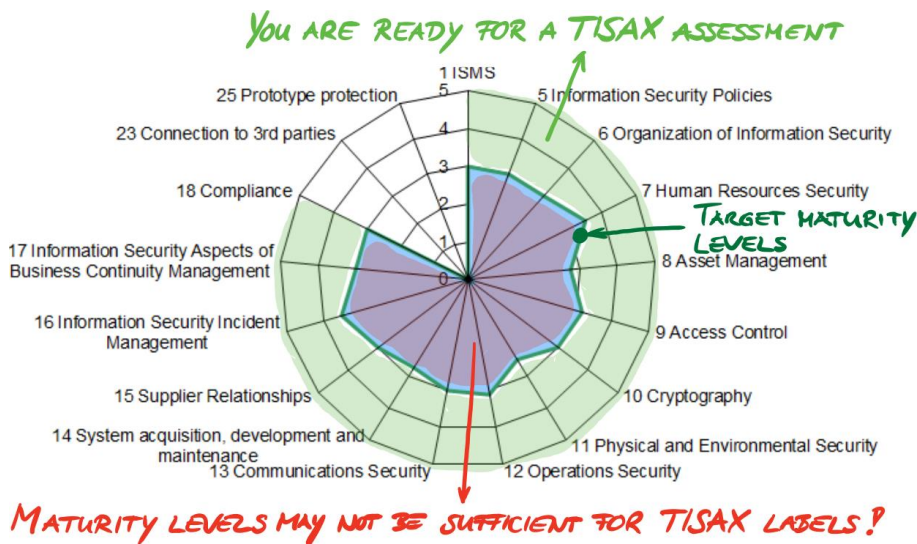 YOU ARE READY FOR A TISAX ASSESSMENT
1 ISMS
5
25 Prototype protection
5 Information Security Policies
4
23 Connection to 3rd parties
6 Organization of Information Security
3
18 Compliance
7 Human Resources Security
2
TARGET MATURITY
LEVELS
17 Information Security Aspects of
Business Continuity Management
1
8 Asset Management
0
16 Information Security Incident
Management
9 Access Control
15 Supplier Relationships
10 Cryptography
14 System acquisition, development and
maintenance
11 Physical and Environmental Security
13 Communications Security
12 Operations Security
MATURITY LEVELS MAY NOT BE SUFFICIENT FOR TISAX LABELS!